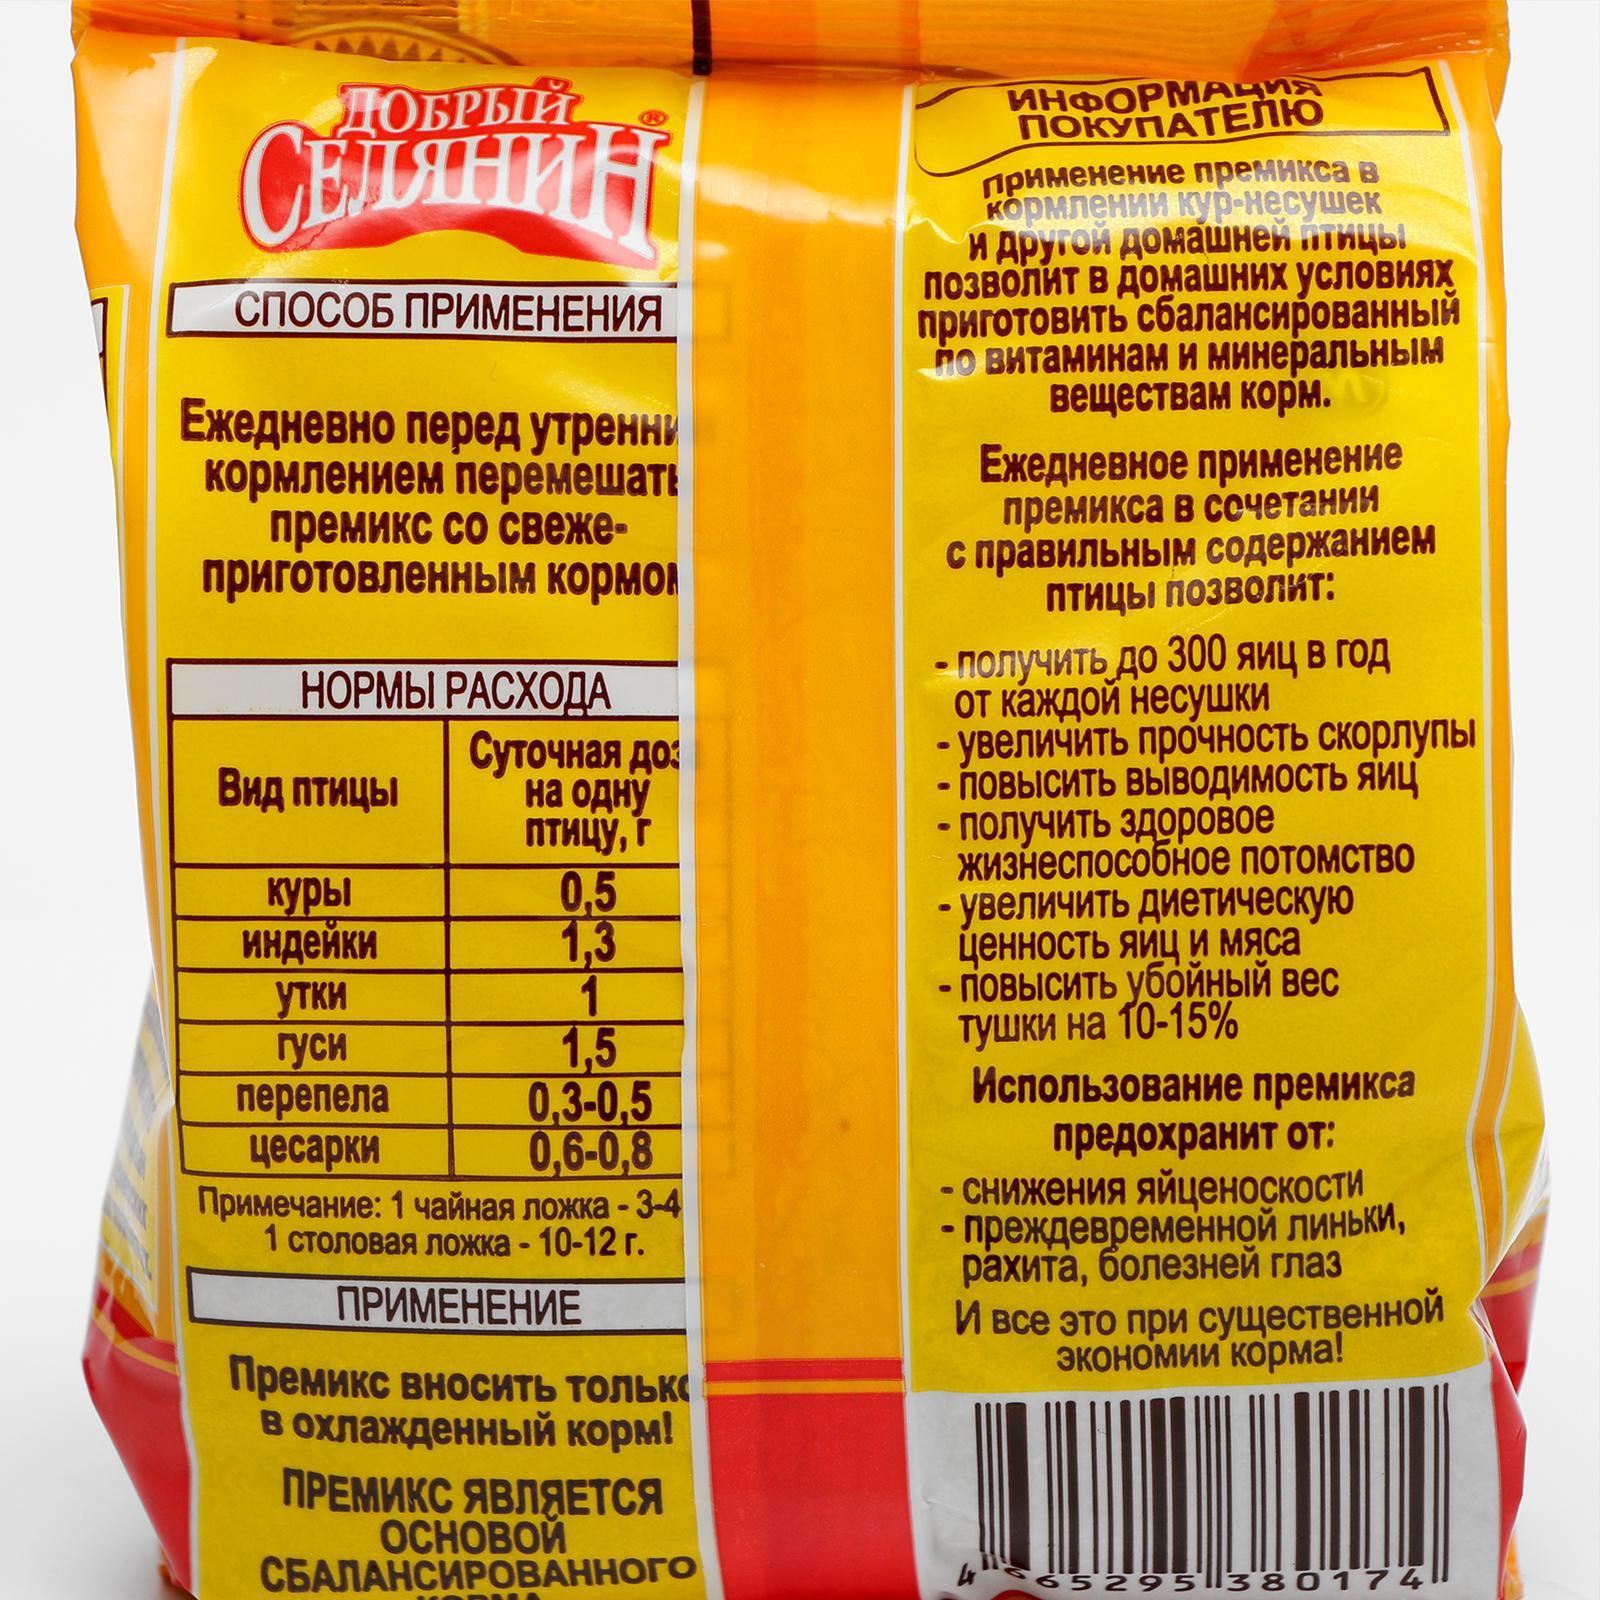 ДОБРЫЙ
СЕЛЯНИН®
СПОСОБ ПРИМЕНЕНИЯ
Ежедневно перед утренни
кормлением перемешать
премикс со свеже-
приготовленным кормо
НОРМЫ РАСХОДА
Вид птицы
Суточная доз
на одну
птицу, г
куры 0,5
индейки 1,3
утки 1
гуси 1,5
перепела 0,3-0,5
цесарки 0,6-0,8
Примечание: 1 чайная ложка - 3-4
1 столовая ложка - 10-12 г.
ПРИМЕНЕНИЕ
Премикс вносить только
в охлажденный корм!
ПРЕМИКС ЯВЛЯЕТСЯ
ОСНОВОЙ
СБАЛАНСИРОВАННОГО
КОРМА
ИНФОРМАЦИЯ
ПОКУПАТЕЛЮ
Применение премикса в
кормлении кур-несушек
и другой домашней птицы
позволит в домашних условиях
приготовить сбалансированный
по витаминам и минеральным
веществам корм.
Ежедневное применение
премикса в сочетании
с правильным содержанием
птицы позволит:
- получить до 300 яиц в год
от каждой несушки
- увеличить прочность скорлупы
- повысить выводимость яиц
- получить здоровое
жизнеспособное потомство
- увеличить диетическую
ценность яиц и мяса
- повысить убойный вес
тушки на 10-15%
Использование премикса
предохранит от:
- снижения яйценоскости
- преждевременной линьки,
рахита, болезней глаз
И все это при существенной
экономии корма!
4 665295 380174